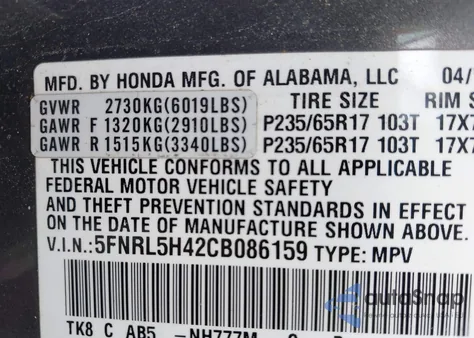 MFD. BY HONDA MFG. OF ALABAMA, LLC 04/
GVWR 2730KG(6019LBS) TIRE SIZE RIM S
GAWR F 1320KG(2910LBS) P235/65R17 103T 17X7
GAWR R 1515KG(3340LBS) P235/65R17 103T 17X7
THIS VEHICLE CONFORMS TO ALL APPLICABLE
FEDERAL MOTOR VEHICLE SAFETY
AND THEFT PREVENTION STANDARDS IN EFFECT
ON THE DATE OF MANUFACTURE SHOWN ABOVE.
V.I.N.:5FNRL5H42CB086159 TYPE: MPV
autoSnap
TK8 C AB5 -NH777M